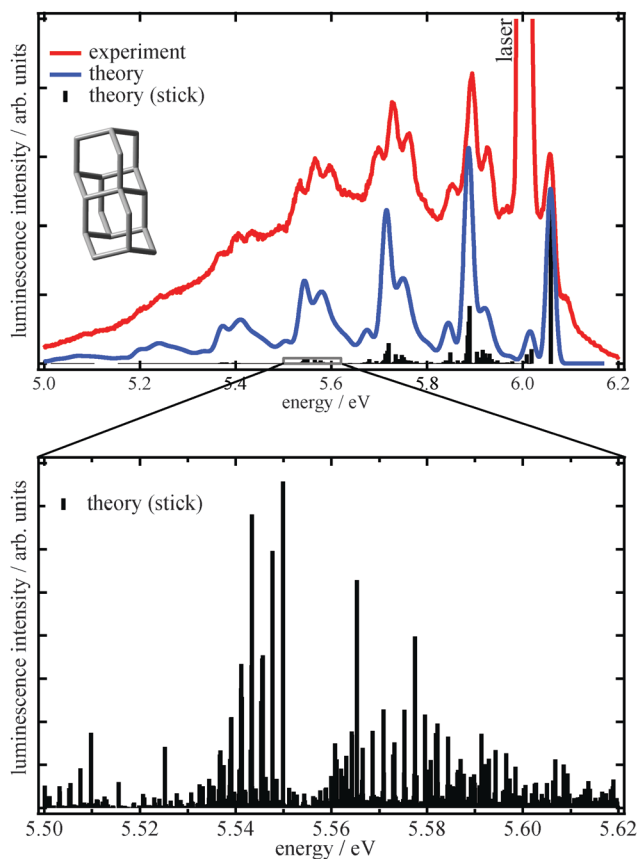 laser
experiment
theory
theory (stick)
luminescence intensity / arb. units
5.0 5.2 5.4 5.6 5.8 6.0 6.2
energy / eV
theory (stick)
luminescence intensity / arb. units
5.50 5.52 5.54 5.56 5.58 5.60 5.62
energy / eV